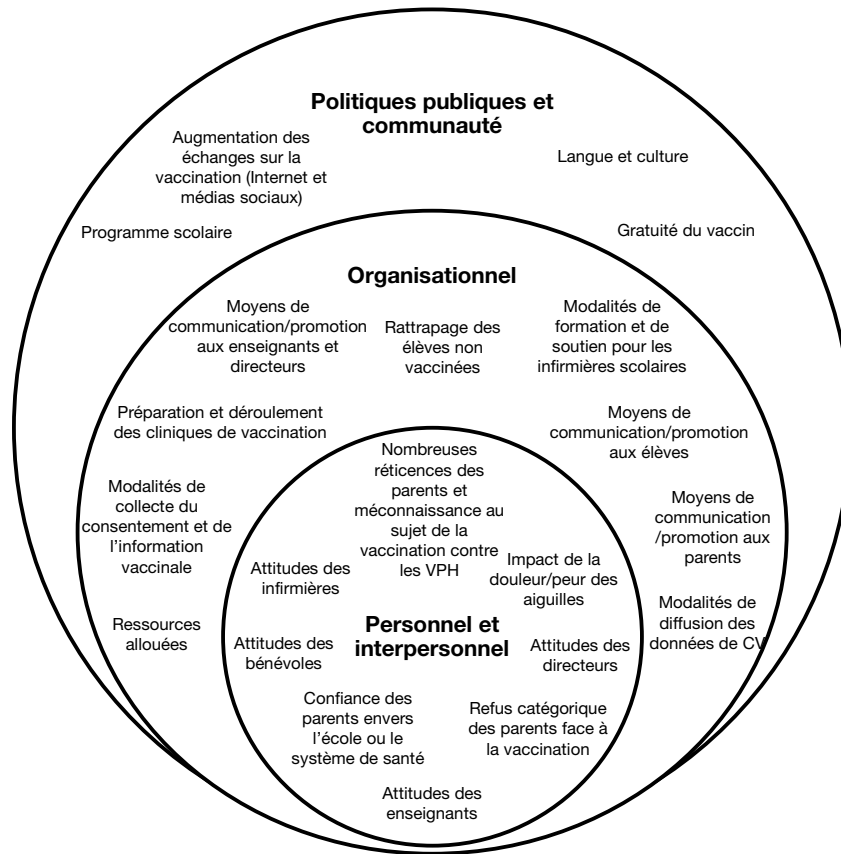 Politiques publiques et
communauté
Augmentation des
échanges sur la
vaccination (Internet et
médias sociaux)
Langue et culture
Programme scolaire
Gratuité du vaccin
Organisationnel
Moyens de
communication/promotion
aux enseignants et
directeurs
Rattrapage des
élèves non
vaccinées
Modalités de
formation et de
soutien pour les
infirmières scolaires
Préparation et déroulement
des cliniques de vaccination
Moyens de
communication/promotion
aux élèves
Modalités de
collecte du
consentement et de
l’information
vaccinale
Moyens de
communication
/promotion aux
parents
Ressources
allouées
Modalités de
diffusion des
données de CV
Nombreuses
réticences des
parents et
méconnaissance au
sujet de la
vaccination contre
les VPH
Attitudes des
infirmières
Impact de la
douleur/peur des
aiguilles
Personnel et
interpersonnel
Attitudes des
bénévoles
Attitudes des
directeurs
Confiance des
parents envers
l’école ou le
système de santé
Refus catégorique
des parents face à
la vaccination
Attitudes des
enseignants